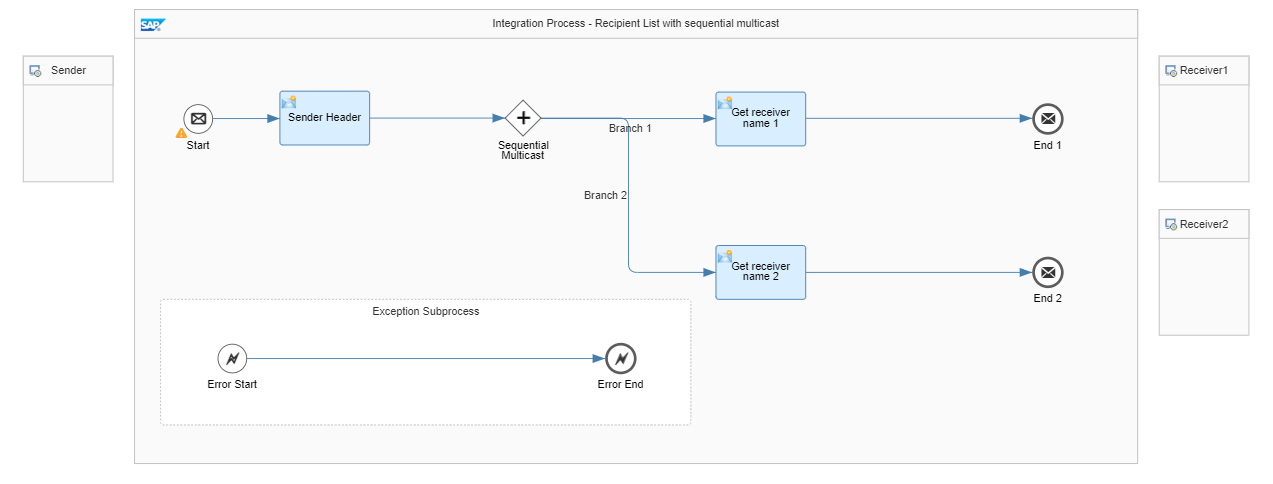 SAP
Integration Process - Recipient List with sequential multicast
Sender
Receiver1
Start
Sender Header
Sequential
Multicast
Branch 1
Get receiver
name 1
End 1
Branch 2
Receiver2
Get receiver
name 2
End 2
Exception Subprocess
Error Start
Error End